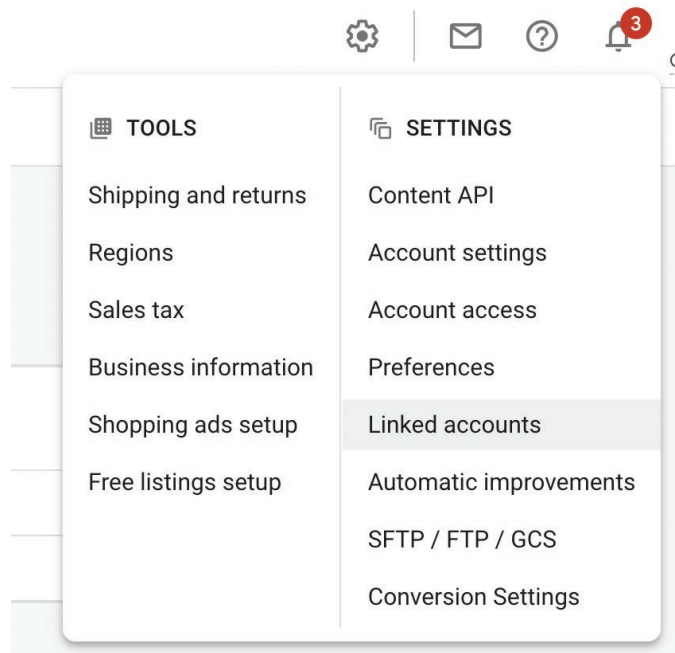 3
TOOLS
Shipping and returns
Regions
Sales tax
Business information
Shopping ads setup
Free listings setup
SETTINGS
Content API
Account settings
Account access
Preferences
Linked accounts
Automatic improvements
SFTP / FTP / GCS
Conversion Settings